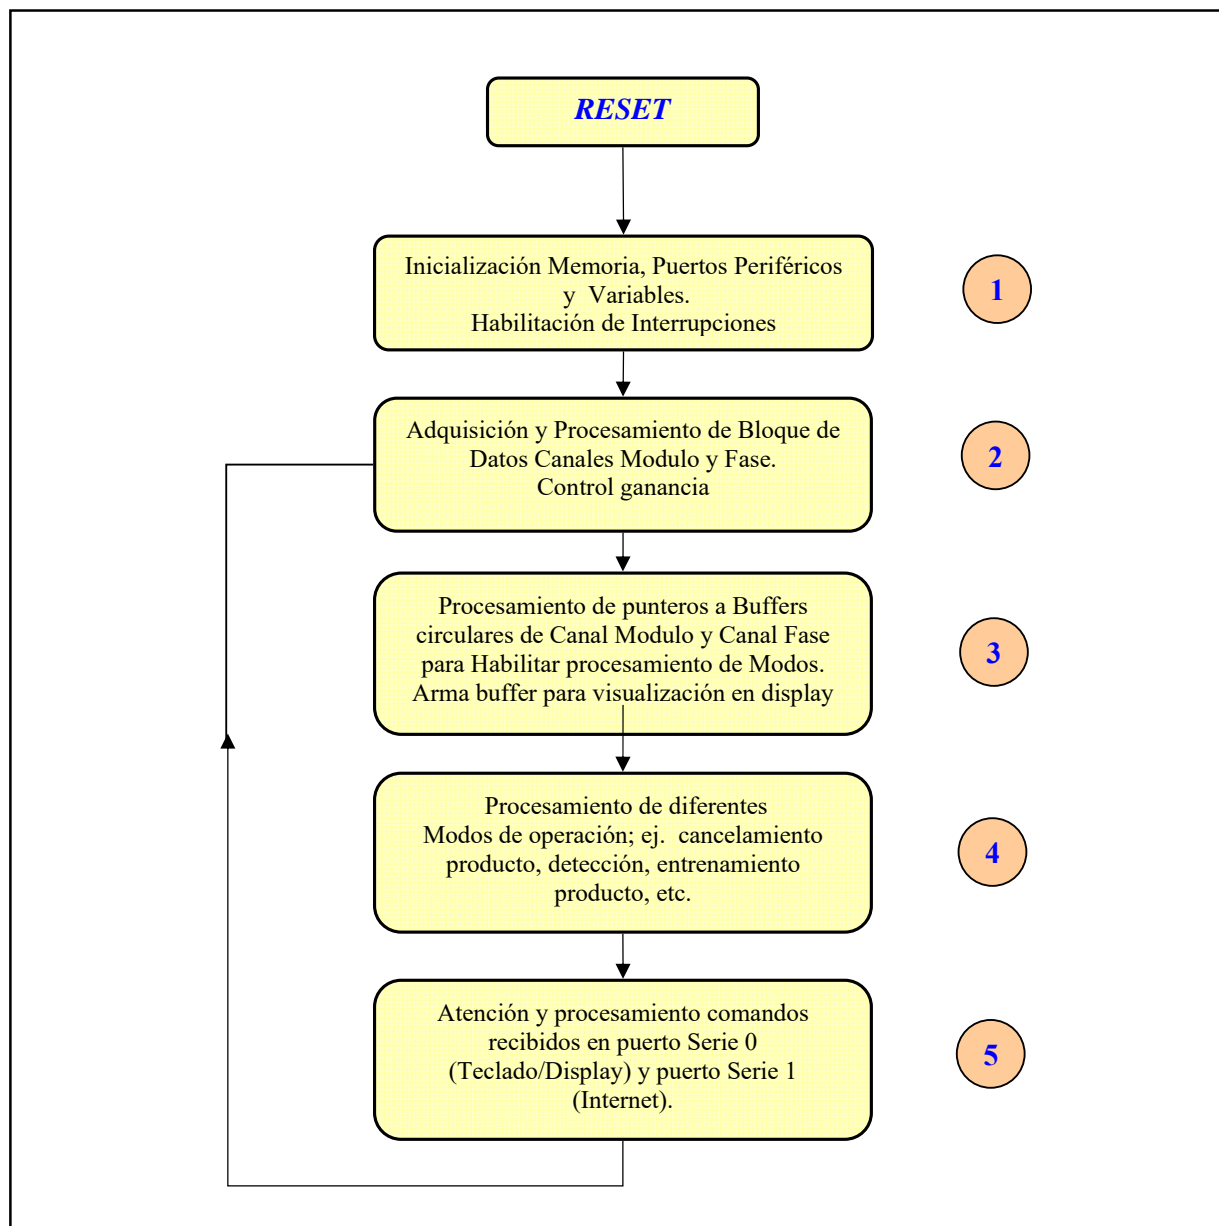 RESET
Inicialización Memoria, Puertos Periféricos
y Variables.
Habilitación de Interrupciones
1
Adquisición y Procesamiento de Bloque de
Datos Canales Modulo y Fase.
Control ganancia
2
Procesamiento de punteros a Buffers
circulares de Canal Modulo y Canal Fase
para Habilitar procesamiento de Modos.
Arma buffer para visualización en display
3
Procesamiento de diferentes
Modos de operación; ej. cancelamiento
producto, detección, entrenamiento
producto, etc.
4
Atención y procesamiento comandos
recibidos en puerto Serie 0
(Teclado/Display) y puerto Serie 1
(Internet).
5